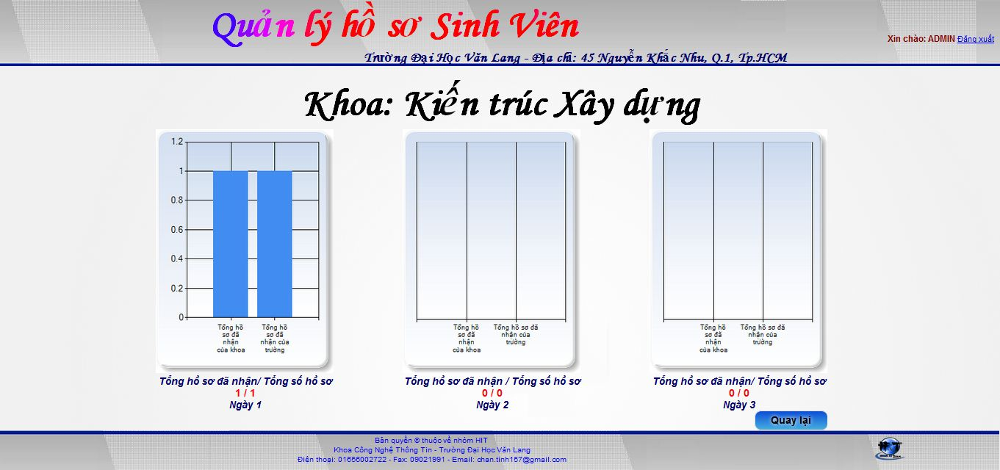 Quản lý hồ sơ Sinh Viên
Xin chào: ADMIN Đăng xuất
Trường Đại Học Văn Lang - Địa chỉ: 45 Nguyễn Khắc Nhu, Q.1, Tp.HCM
Khoa: Kiến trúc Xây dựng
1.2
1
0.8
0.6
0.4
0.2
0
Tổng hồ
sơ đã
nhận
của khoa
Tổng hồ
sơ đã
nhận của
trường
Tổng hồ sơ đã nhận/ Tổng số hồ sơ
1 / 1
Ngày 1
Tổng hồ
sơ đã
nhận
của khoa
Tổng hồ sơ đã
nhận của
trường
Tổng hồ sơ đã nhận / Tổng số hồ sơ
0 / 0
Ngày 2
Tổng hồ
sơ đã
nhận
của khoa
Tổng hồ sơ đã
nhận của
trường
Tổng hồ sơ đã nhận/ Tổng số hồ sơ
0 / 0
Ngày 3
Quay lại
Bản quyền © thuộc về nhóm HIT
Khoa Công Nghệ Thông Tin - Trường Đại Học Văn Lang
Điện thoại: 01656002722 - Fax: 09021991 - Email: chan.tinh157@gmail.com